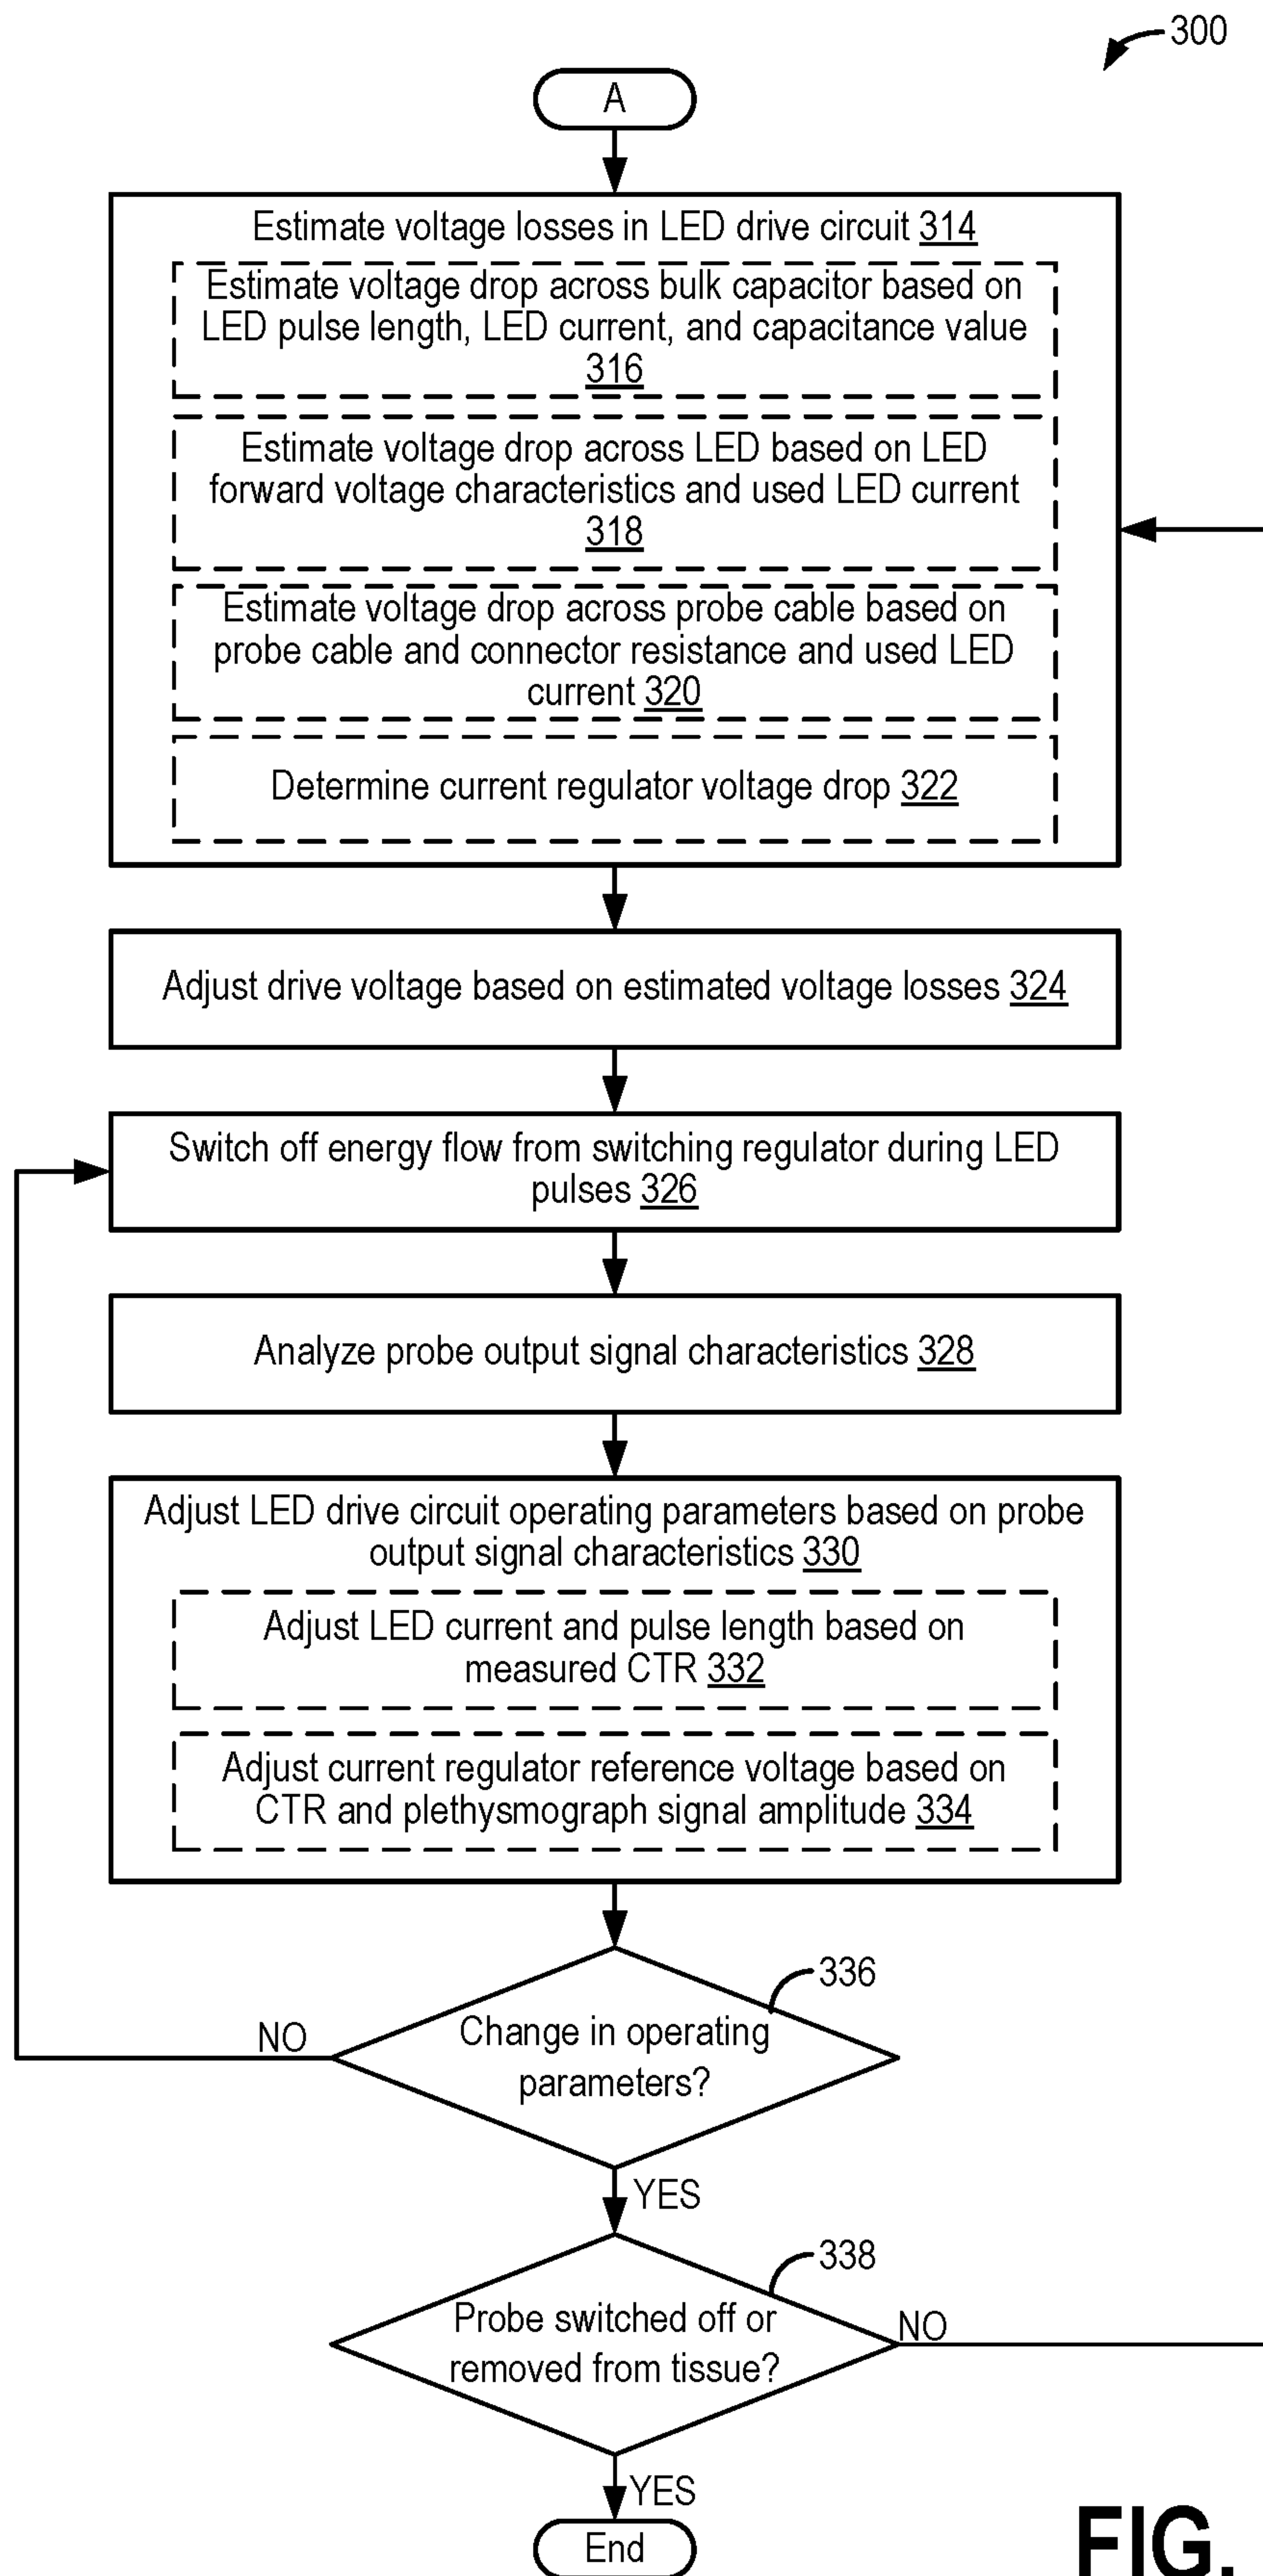 300
A
Estimate voltage losses in LED drive circuit 314
Estimate voltage drop across bulk capacitor based on
LED pulse length, LED current, and capacitance value
316
Estimate voltage drop across LED based on LED
forward voltage characteristics and used LED current
318
Estimate voltage drop across probe cable based on
probe cable and connector resistance and used LED
current 320
Determine current regulator voltage drop 322
Adjust drive voltage based on estimated voltage losses 324
Switch off energy flow from switching regulator during LED
pulses 326
Analyze probe output signal characteristics 328
Adjust LED drive circuit operating parameters based on probe
output signal characteristics 330
Adjust LED current and pulse length based on
measured CTR 332
Adjust current regulator reference voltage based on
CTR and plethysmograph signal amplitude 334
336
Change in operating
parameters?
NO
YES
338
Probe switched off or
removed from tissue?
NO
YES
End
FIG.